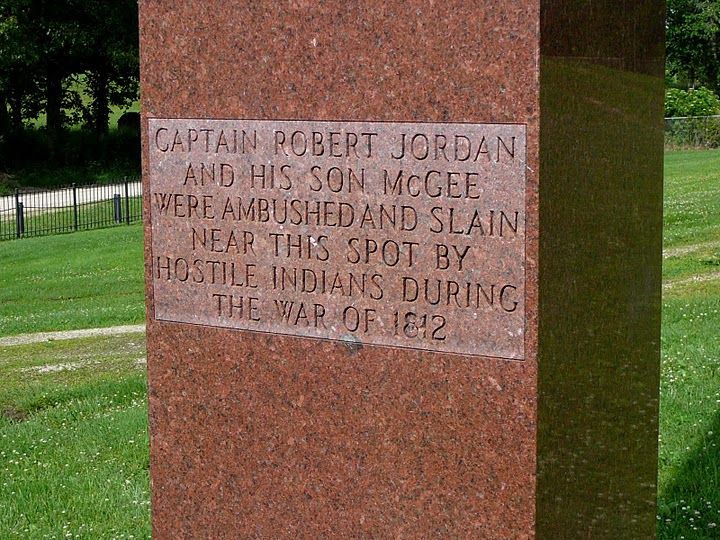 CAPTAIN ROBERT JORDAN
AND HIS SON McGEE
WERE AMBUSHED AND SLAIN
NEAR THIS SPOT BY
HOSTILE INDIANS DURING
THE WAR OF 1812